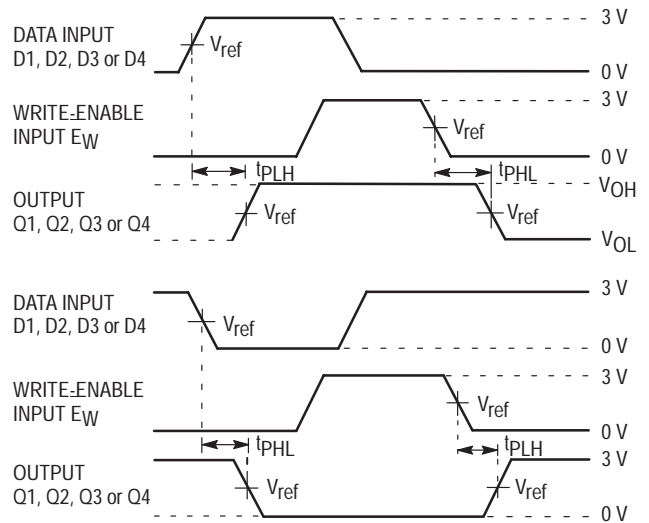 3 V
DATA INPUT
D1, D2, D3 or D4
Vref
0 V
3 V
WRITE-ENABLE
INPUT EW
Vref
0 V
tPLH
tPHL
VOH
OUTPUT
Q1, Q2, Q3 or Q4
Vref
Vref
VOL
3 V
DATA INPUT
D1, D2, D3 or D4
Vref
0 V
3 V
WRITE-ENABLE
INPUT EW
Vref
0 V
tPHL
tPLH
3 V
OUTPUT
Q1, Q2, Q3 or Q4
Vref
Vref
0 V